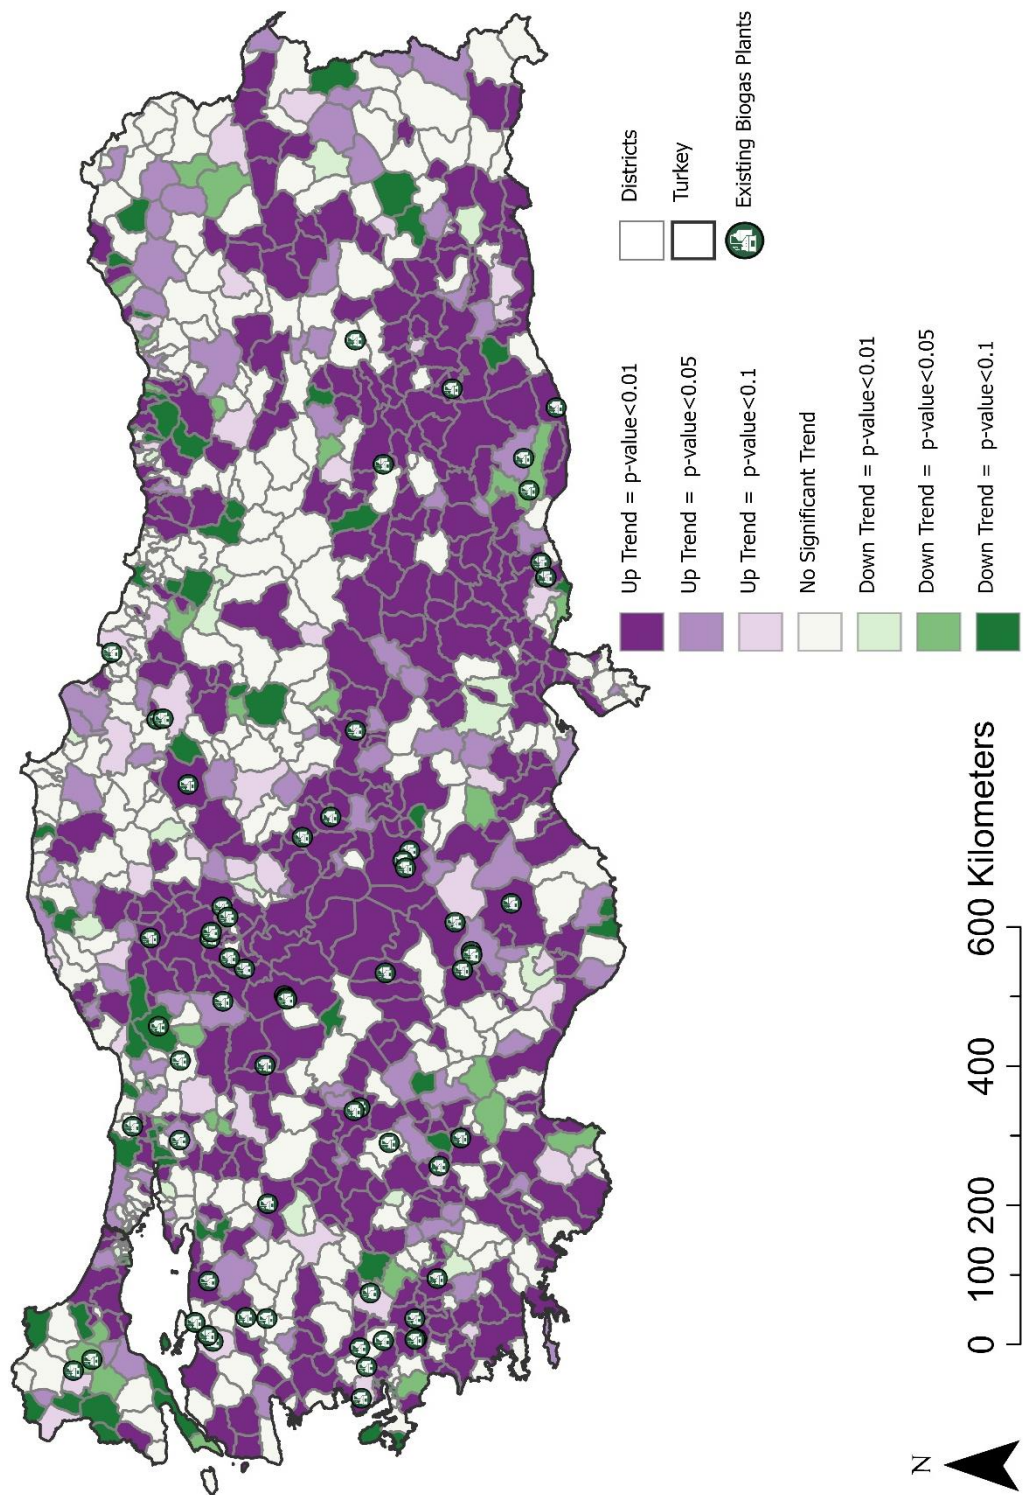 Districts
Turkey
Existing Biogas Plants
Up Trend = p-value<0.01
Up Trend = p-value<0.05
Up Trend = p-value<0.1
No Significant Trend
Down Trend = p-value<0.01
Down Trend = p-value<0.05
Down Trend = p-value<0.1
N
0 100 200 400 600 Kilometers